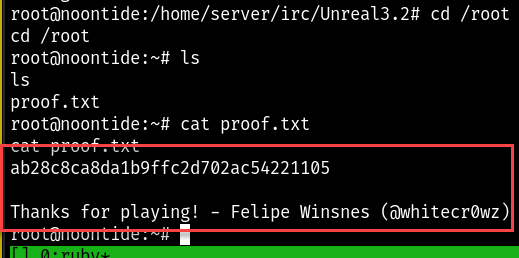 root@noontide:/home/server/irc/Unreal3.2# cd /root
cd /root
root@noontide:~# ls
ls
proof.txt
root@noontide:~# cat proof.txt
cat proof.txt
ab28c8ca8da1b9ffc2d702ac54221105
Thanks for playing! - Felipe Winsnes (@whitecr0wz)
root@noontide:~#
[] 0:ruby*